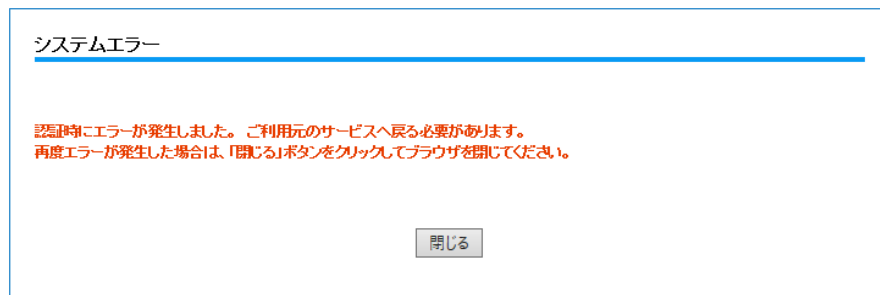 システムエラー
認証時にエラーが発生しました。ご利用元のサービスへ戻る必要があります。
再度エラーが発生した場合は、「閉じる」ボタンをクリックしてブラウザを閉じてください。
閉じる